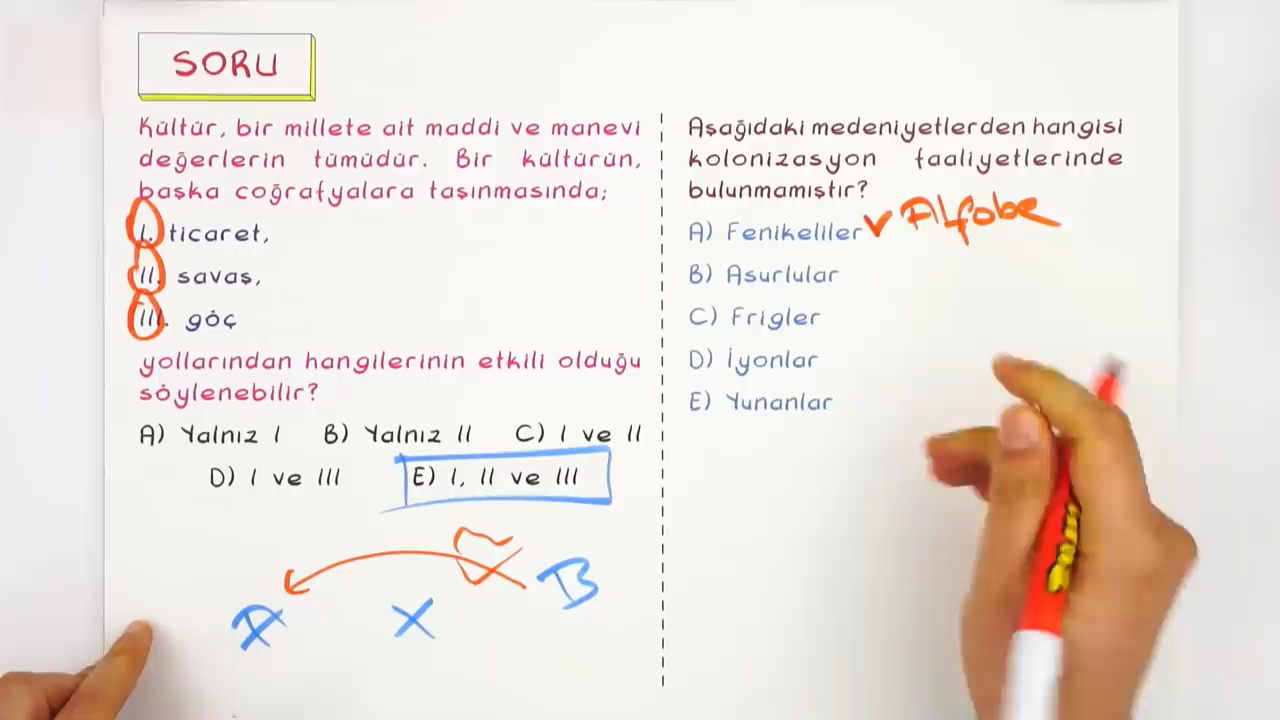 SORU
Kültür, bir millete ait maddi ve manevi
değerlerin tümüdür. Bir kültürün,
başka coğrafyalara taşınmasında;
I. ticaret,
II. savaş,
III. göç
yollarından hangilerinin etkili olduğu
söylenebilir?
A) Yalnız I B) Yalnız II C) I ve II
D) I ve III E) I, II ve III
A X B
Aşağıdaki medeniyetlerden hangisi
kolonizasyon faaliyetlerinde
bulunmamıştır?
A) Fenikeliler Alfabe
B) Asurlular
C) Frigler
D) İyonlar
E) Yunanlar